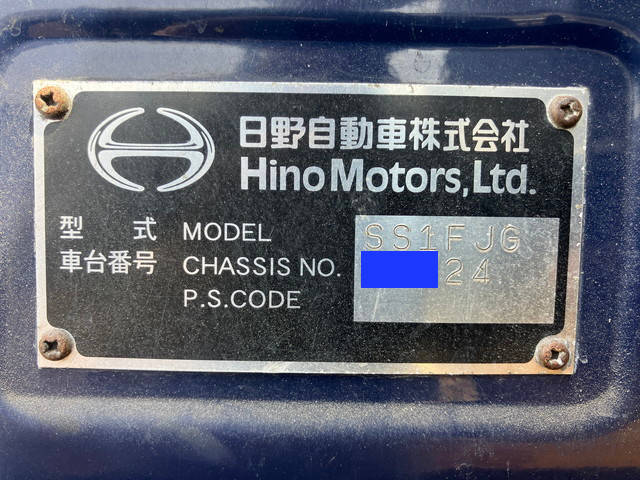 日野自動車株式会社
Hino Motors, Ltd.
型 式 MODEL SS1FJG
車台番号 CHASSIS NO. 24
P.S.CODE